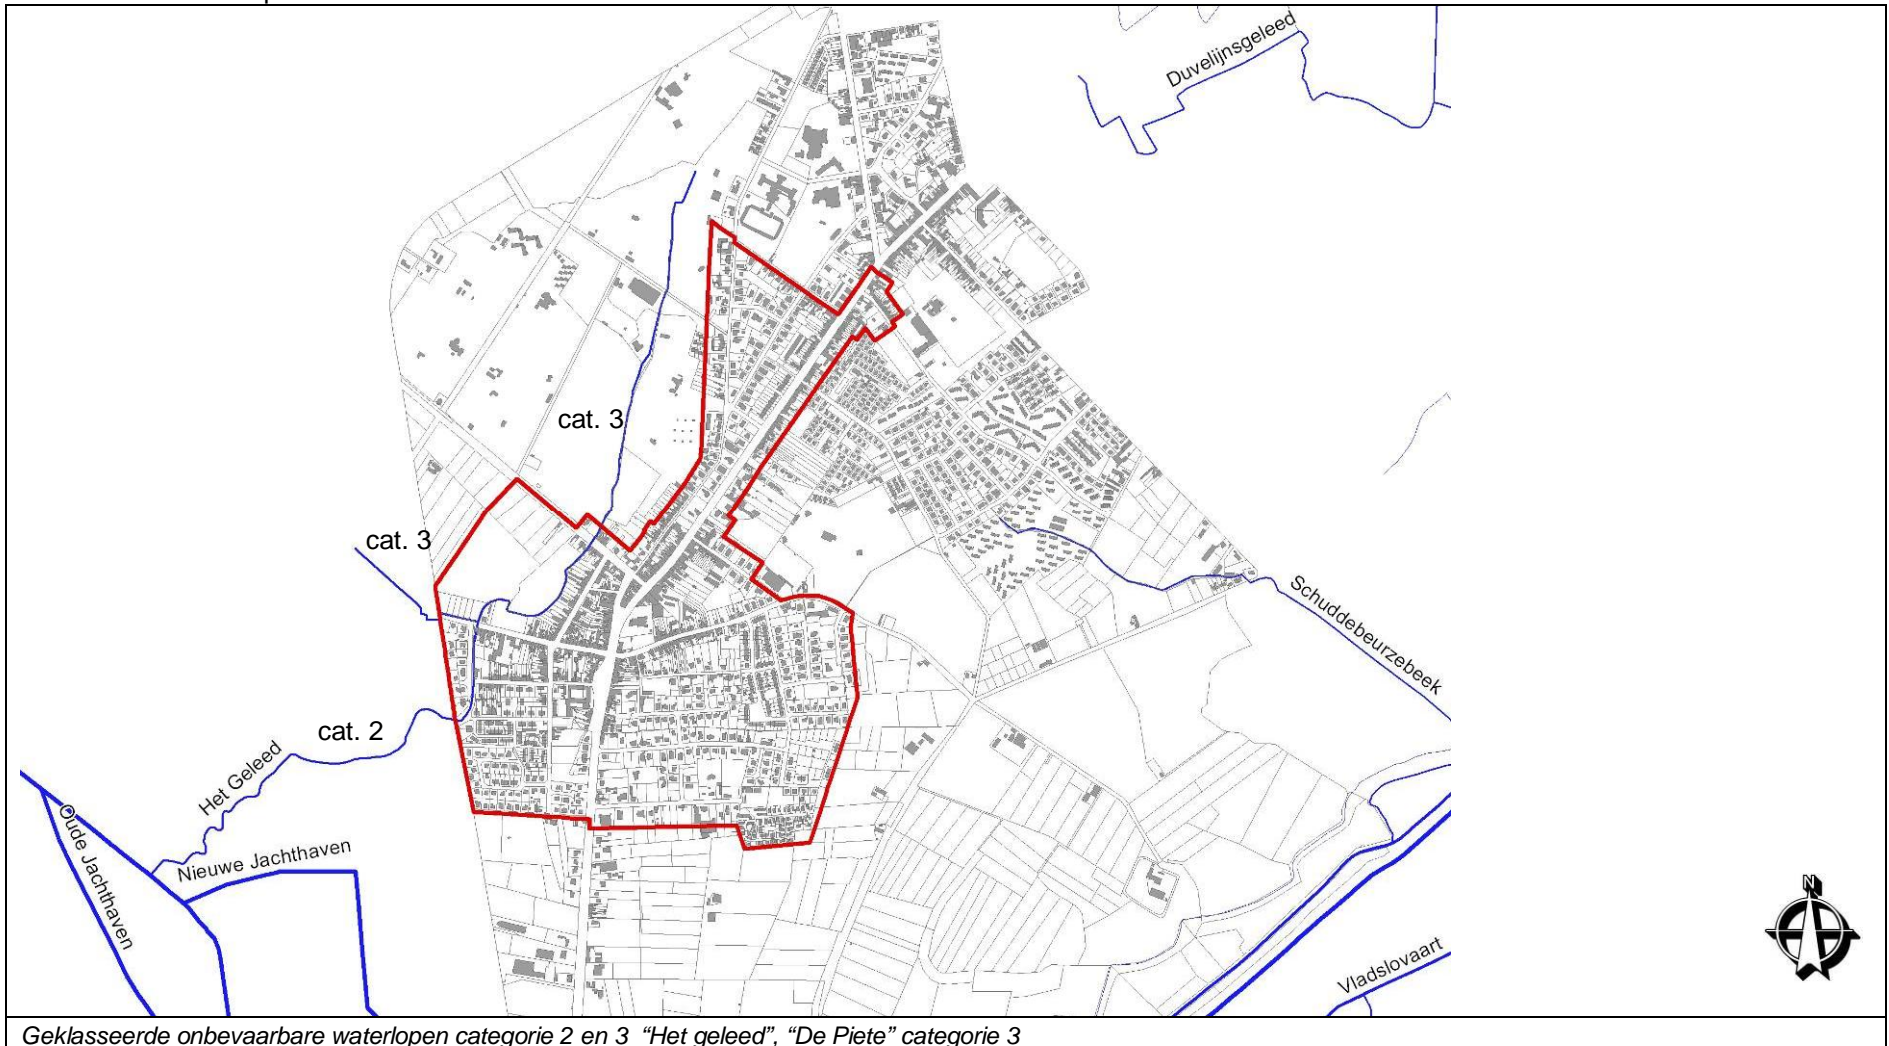 Duvelijnsgeleed
cat. 3
cat. 3
Schuddebeurzebeek
cat. 2
Het Geleed
Oude Jachthaven
Nieuwe Jachthaven
N
Vladslovaart
Geklasseerde onbevaarbare waterlopen categorie 2 en 3 “Het geleed”, “De Piete” categorie 3